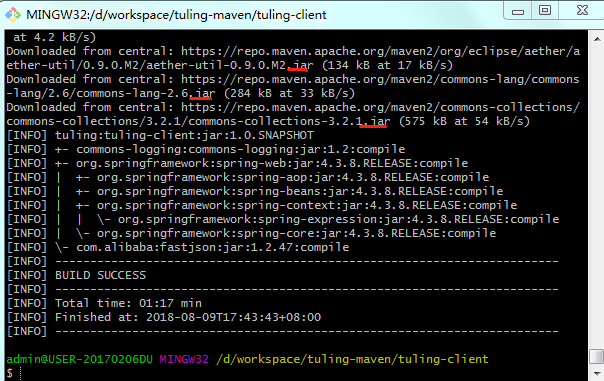 MINGW32:/d/workspace/tuling-maven/tuling-client
at 4.2 kB/s)
Downloaded from central: https://repo.maven.apache.org/maven2/org/eclipse/aether/a
ether-util/0.9.0.M2/aether-util-0.9.0.M2.jar (134 kB at 17 kB/s)
Downloaded from central: https://repo.maven.apache.org/maven2/commons-lang/commons
-lang/2.6/commons-lang-2.6.jar (284 kB at 33 kB/s)
Downloaded from central: https://repo.maven.apache.org/maven2/commons-collections/
commons-collections/3.2.1/commons-collections-3.2.1.jar (575 kB at 54 kB/s)
[INFO] tuling:tuling-client:jar:1.0.SNAPSHOT
[INFO] +- commons-logging:commons-logging:jar:1.2:compile
[INFO] +- org.springframework:spring-web:jar:4.3.8.RELEASE:compile
[INFO] |  +- org.springframework:spring-aop:jar:4.3.8.RELEASE:compile
[INFO] |  +- org.springframework:spring-beans:jar:4.3.8.RELEASE:compile
[INFO] |  +- org.springframework:spring-context:jar:4.3.8.RELEASE:compile
[INFO] |  |  \- org.springframework:spring-expression:jar:4.3.8.RELEASE:compile
[INFO] |  \- org.springframework:spring-core:jar:4.3.8.RELEASE:compile
[INFO] \- com.alibaba:fastjson:jar:1.2.47:compile
[INFO] ------------------------------------------------------------------------
[INFO] BUILD SUCCESS
[INFO] ------------------------------------------------------------------------
[INFO] Total time: 01:17 min
[INFO] Finished at: 2018-08-09T17:43:43+08:00
[INFO] ------------------------------------------------------------------------
admin@USER-20170206DU MINGW32 /d/workspace/tuling-maven/tuling-client
$